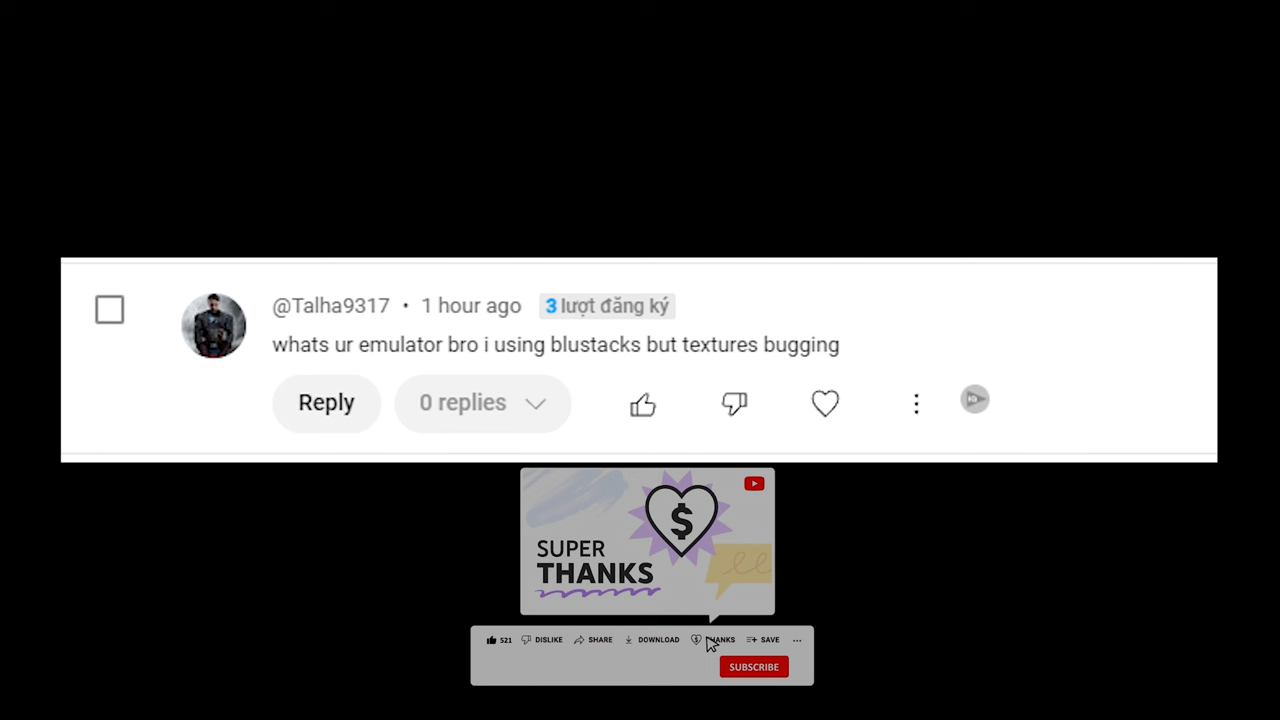 @Talha9317 • 1 hour ago 3 lượt đăng ký
whats ur emulator bro i using blustacks but textures bugging
Reply 0 replies
SUPER
THANKS
521 DISLIKE SHARE DOWNLOAD THANKS SAVE
SUBSCRIBE